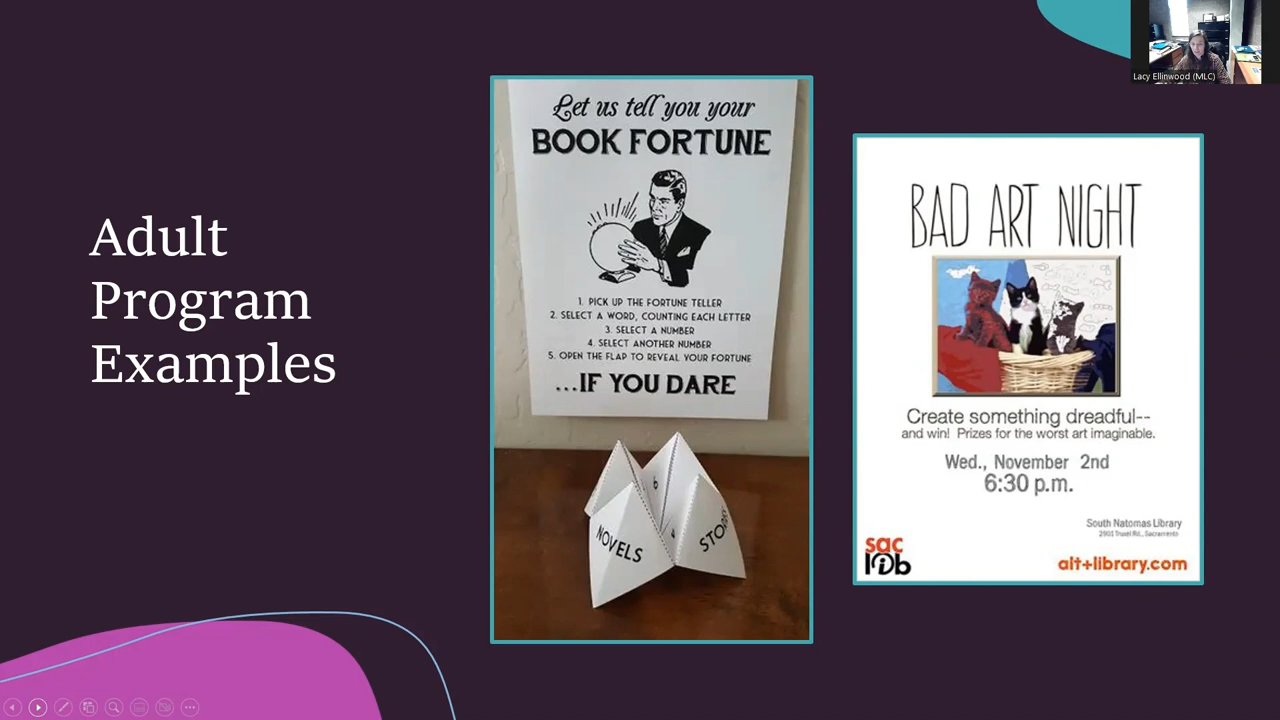 Lacy Ellinwood (MLC)
Adult
Program
Examples
Let us tell you your
BOOK FORTUNE
1. PICK UP THE FORTUNE TELLER
2. SELECT A WORD, COUNTING EACH LETTER
3. SELECT A NUMBER
4. SELECT ANOTHER NUMBER
5. OPEN THE FLAP TO REVEAL YOUR FORTUNE
...IF YOU DARE
6
NOVELS
BAD ART NIGHT
Create something dreadful--
and win! Prizes for the worst art imaginable.
Wed., November 2nd
6:30 p.m.
South Natomas Library
2901 Truxel Rd., Sacramento
sac
lib
alt+library.com